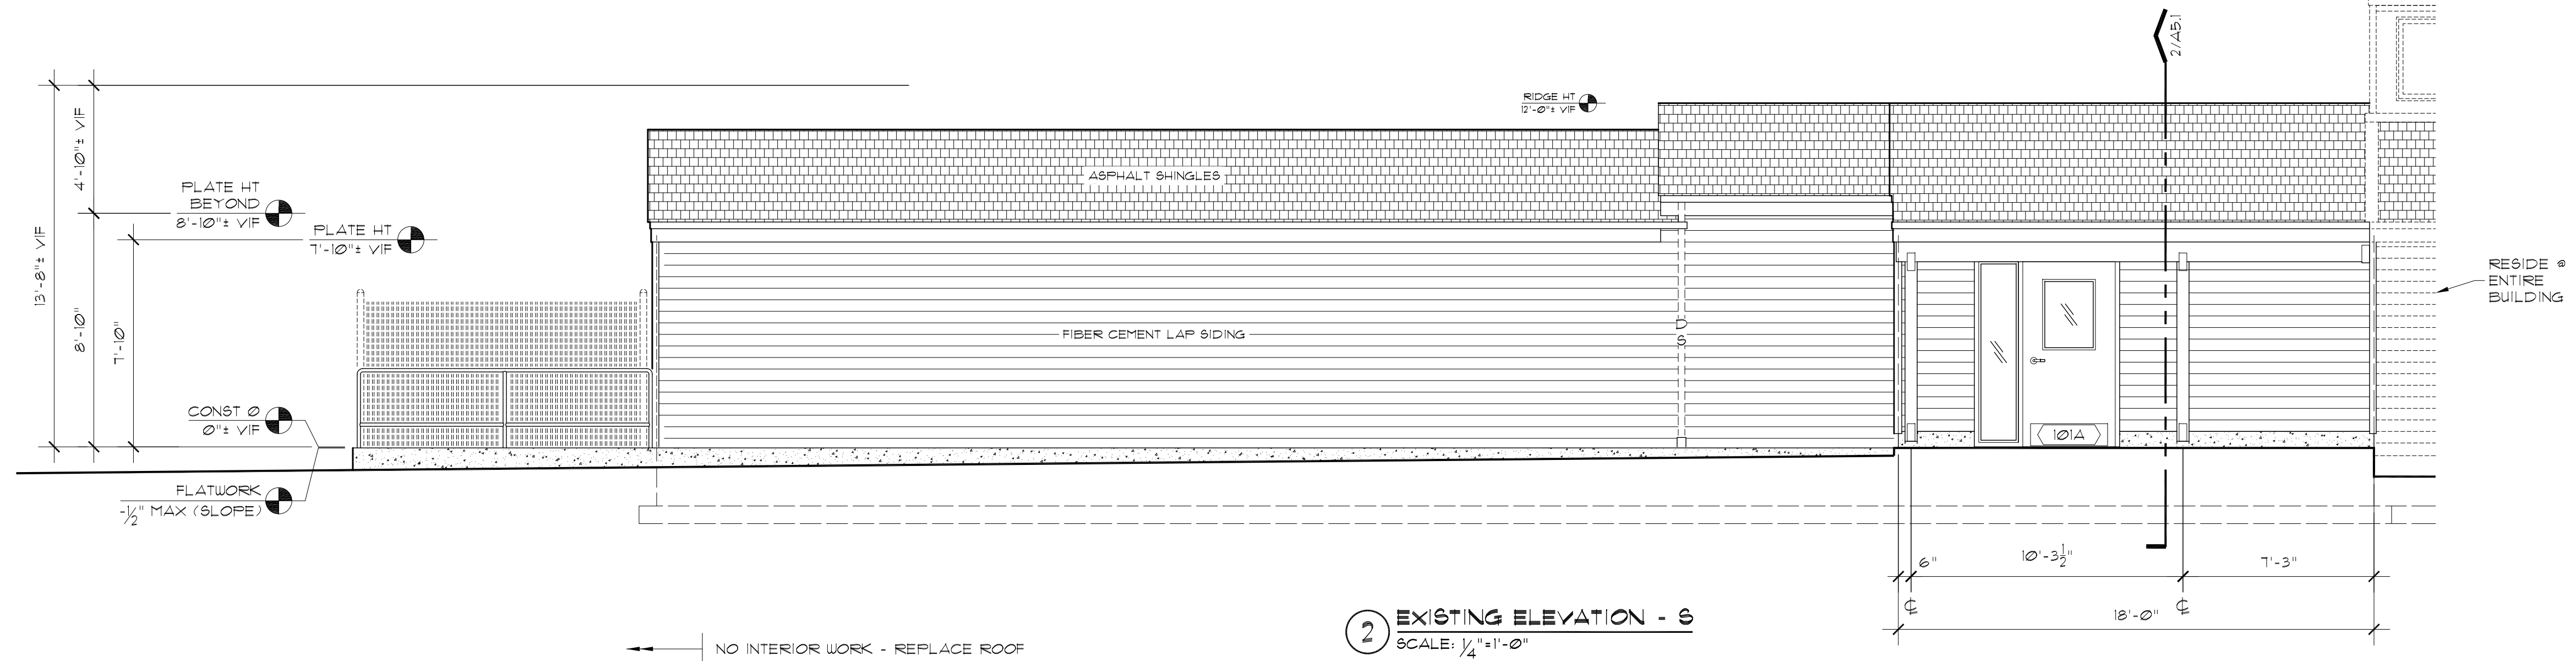 2/A5.1
RIDGE HT
12'-0"± VIF
13'-8"± VIF
4'-10"± VIF
8'-10"
7'-10"
PLATE HT
BEYOND
8'-10"± VIF
PLATE HT
7'-10"± VIF
ASPHALT SHINGLES
FIBER CEMENT LAP SIDING
D
S
101A
RESIDE @
ENTIRE
BUILDING
CONST Ø
0"± VIF
FLATWORK
-1/2" MAX (SLOPE)
6"
10'-3 1/2"
7'-3"
℄
℄
18'-0"
2
EXISTING ELEVATION - S
SCALE: 1/4"=1'-0"
NO INTERIOR WORK - REPLACE ROOF